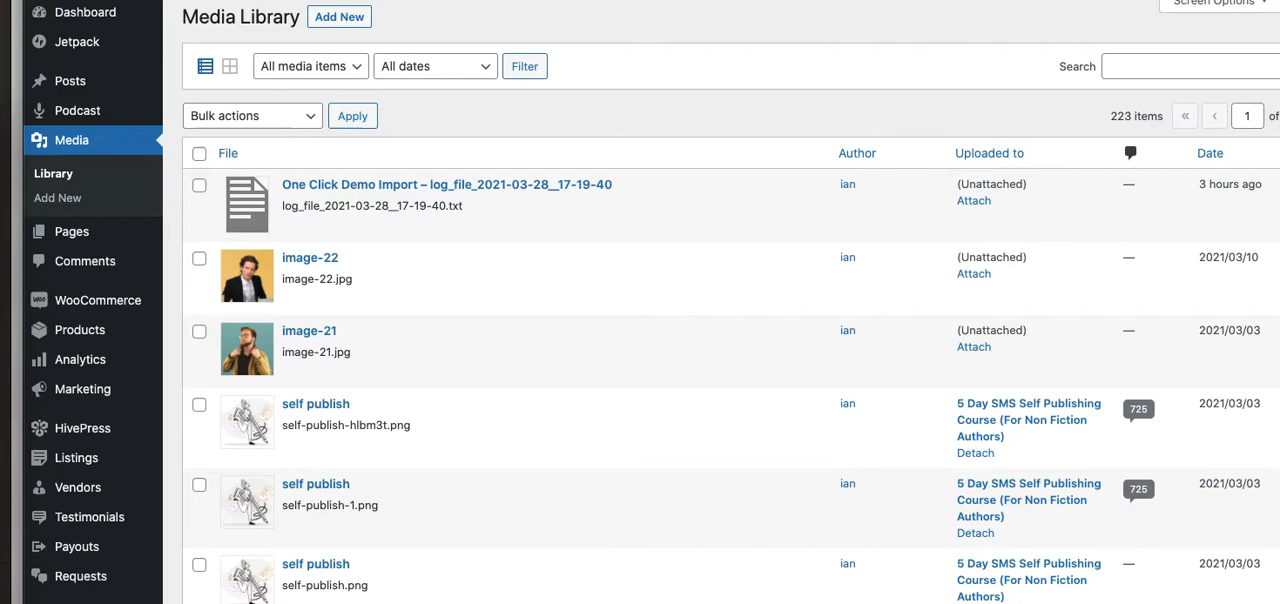 Dashboard
Jetpack
Posts
Podcast
Media
Library
Add New
Pages
Comments
WooCommerce
Products
Analytics
Marketing
HivePress
Listings
Vendors
Testimonials
Payouts
Requests
Media Library Add New
Screen Options
All media items All dates Filter
Search
Bulk actions Apply
223 items « ‹ 1 of
File Author Uploaded to Date
One Click Demo Import – log_file_2021-03-28__17-19-40 ian (Unattached) — 3 hours ago
log_file_2021-03-28__17-19-40.txt Attach
image-22 ian (Unattached) — 2021/03/10
image-22.jpg Attach
image-21 ian (Unattached) — 2021/03/03
image-21.jpg Attach
self publish ian 5 Day SMS Self Publishing 725 2021/03/03
self-publish-hlbm3t.png Course (For Non Fiction
Authors)
Detach
self publish ian 5 Day SMS Self Publishing 725 2021/03/03
self-publish-1.png Course (For Non Fiction
Authors)
Detach
self publish ian 5 Day SMS Self Publishing — 2021/03/03
self-publish.png Course (For Non Fiction
Authors)